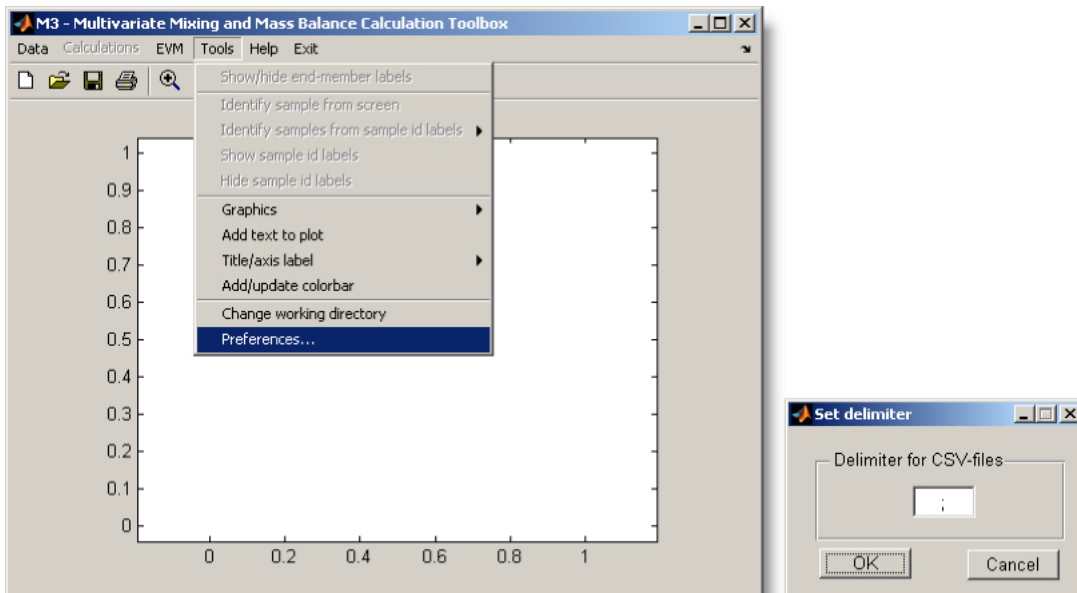 M3 - Multivariate Mixing and Mass Balance Calculation Toolbox
Data Calculations EVM Tools Help Exit
Show/hide end-member labels
Identify sample from screen
Identify samples from sample id labels
Show sample id labels
Hide sample id labels
Graphics
Add text to plot
Title/axis label
Add/update colorbar
Change working directory
Preferences...
1
0.9
0.8
0.7
0.6
0.5
0.4
0.3
0.2
0.1
0
0 0.2 0.4 0.6 0.8 1
Set delimiter
Delimiter for CSV-files
;
OK Cancel